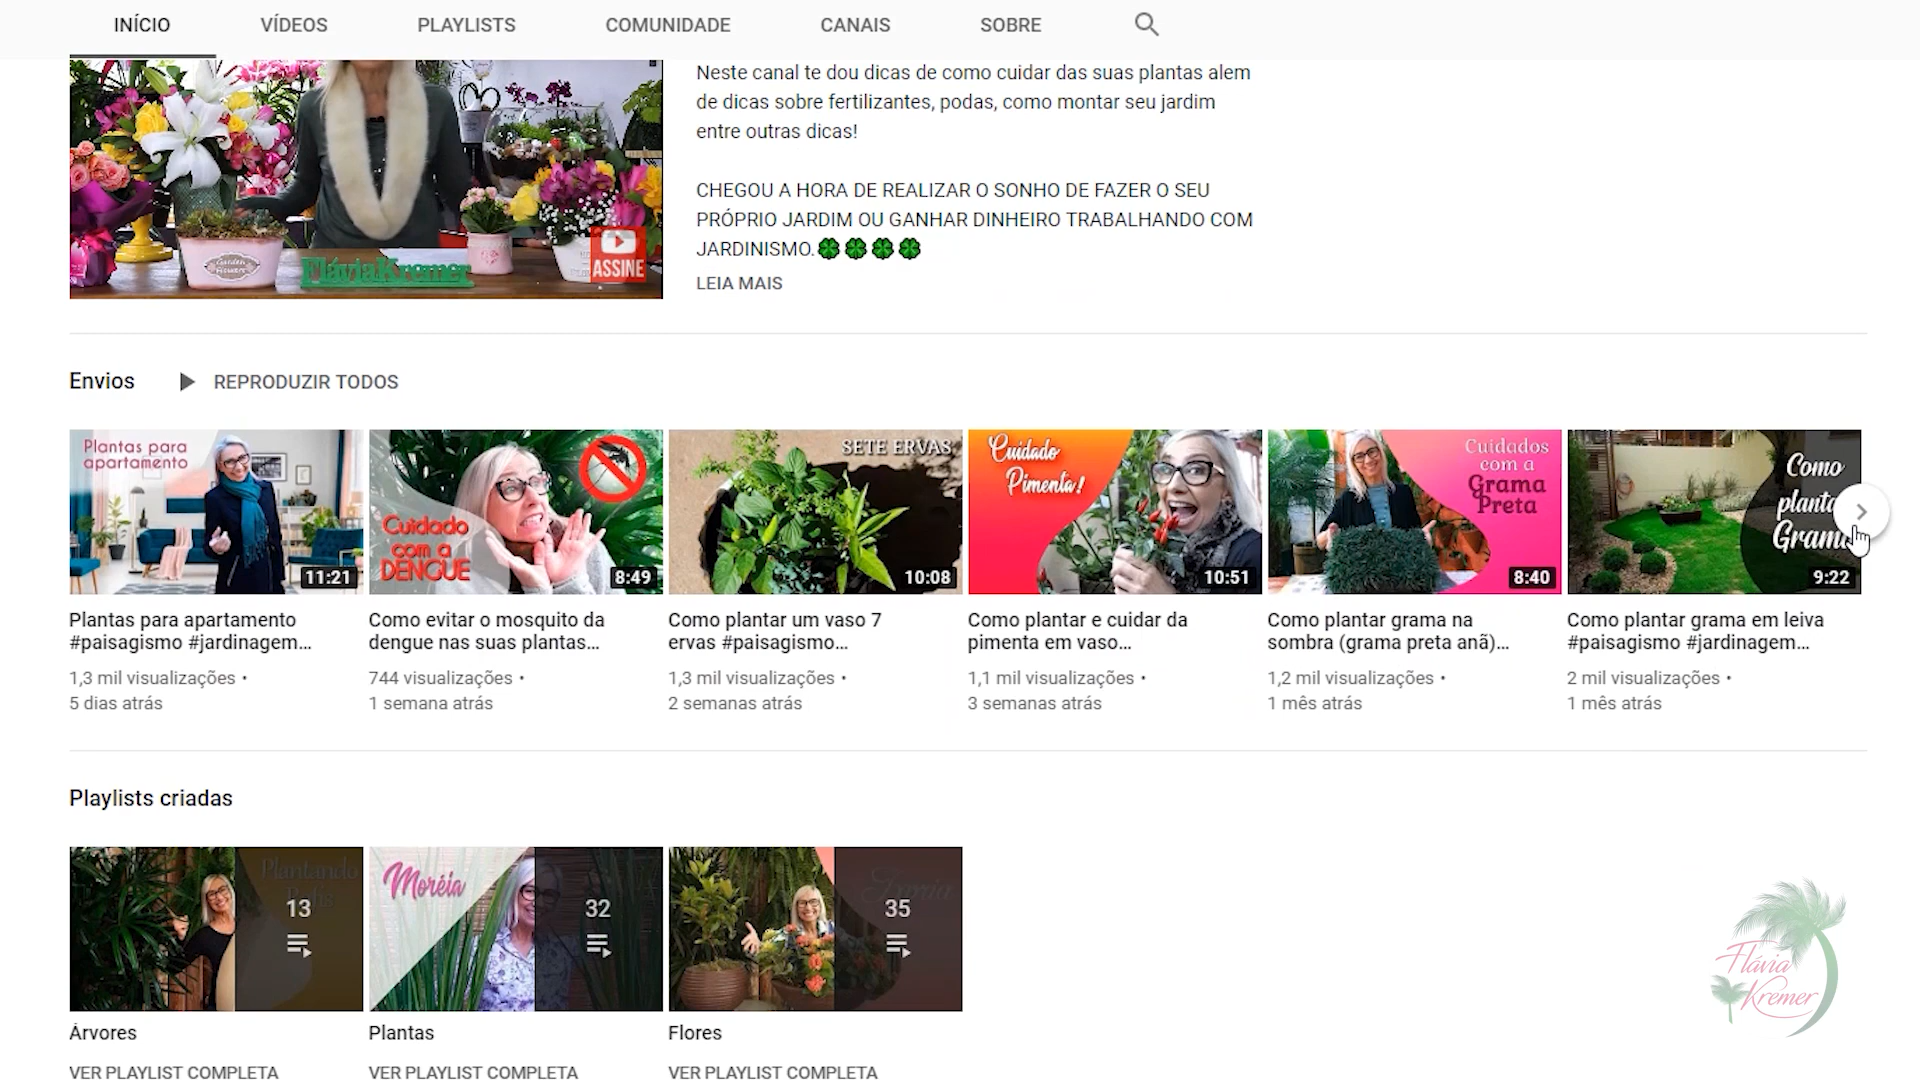 INÍCIO
VÍDEOS
PLAYLISTS
COMUNIDADE
CANAIS
SOBRE
Neste canal te dou dicas de como cuidar das suas plantas alem
de dicas sobre fertilizantes, podas, como montar seu jardim
entre outras dicas!
CHEGOU A HORA DE REALIZAR O SONHO DE FAZER O SEU
PRÓPRIO JARDIM OU GANHAR DINHEIRO TRABALHANDO COM
JARDINISMO.🍀🍀🍀🍀
LEIA MAIS
Garden
Flowers
FláviaKremer
ASSINE
Envios
REPRODUZIR TODOS
Plantas para
apartamento
11:21
Cuidado
com a
DENGUE
8:49
SETE ERVAS
10:08
Cuidado
Pimenta!
10:51
Cuidados
com a
Grama
Preta
8:40
Como
9:22
Plantas para apartamento
#paisagismo #jardinagem...
1,3 mil visualizações •
5 dias atrás
Como evitar o mosquito da
dengue nas suas plantas...
744 visualizações •
1 semana atrás
Como plantar um vaso 7
ervas #paisagismo...
1,3 mil visualizações •
2 semanas atrás
Como plantar e cuidar da
pimenta em vaso...
1,1 mil visualizações •
3 semanas atrás
Como plantar grama na
sombra (grama preta anã)...
1,2 mil visualizações •
1 mês atrás
Como plantar grama em leiva
#paisagismo #jardinagem...
2 mil visualizações •
1 mês atrás
Playlists criadas
Plantando
13
Moréia
32
35
Árvores
VER PLAYLIST COMPLETA
Plantas
VER PLAYLIST COMPLETA
Flores
VER PLAYLIST COMPLETA
Flávia
Kremer